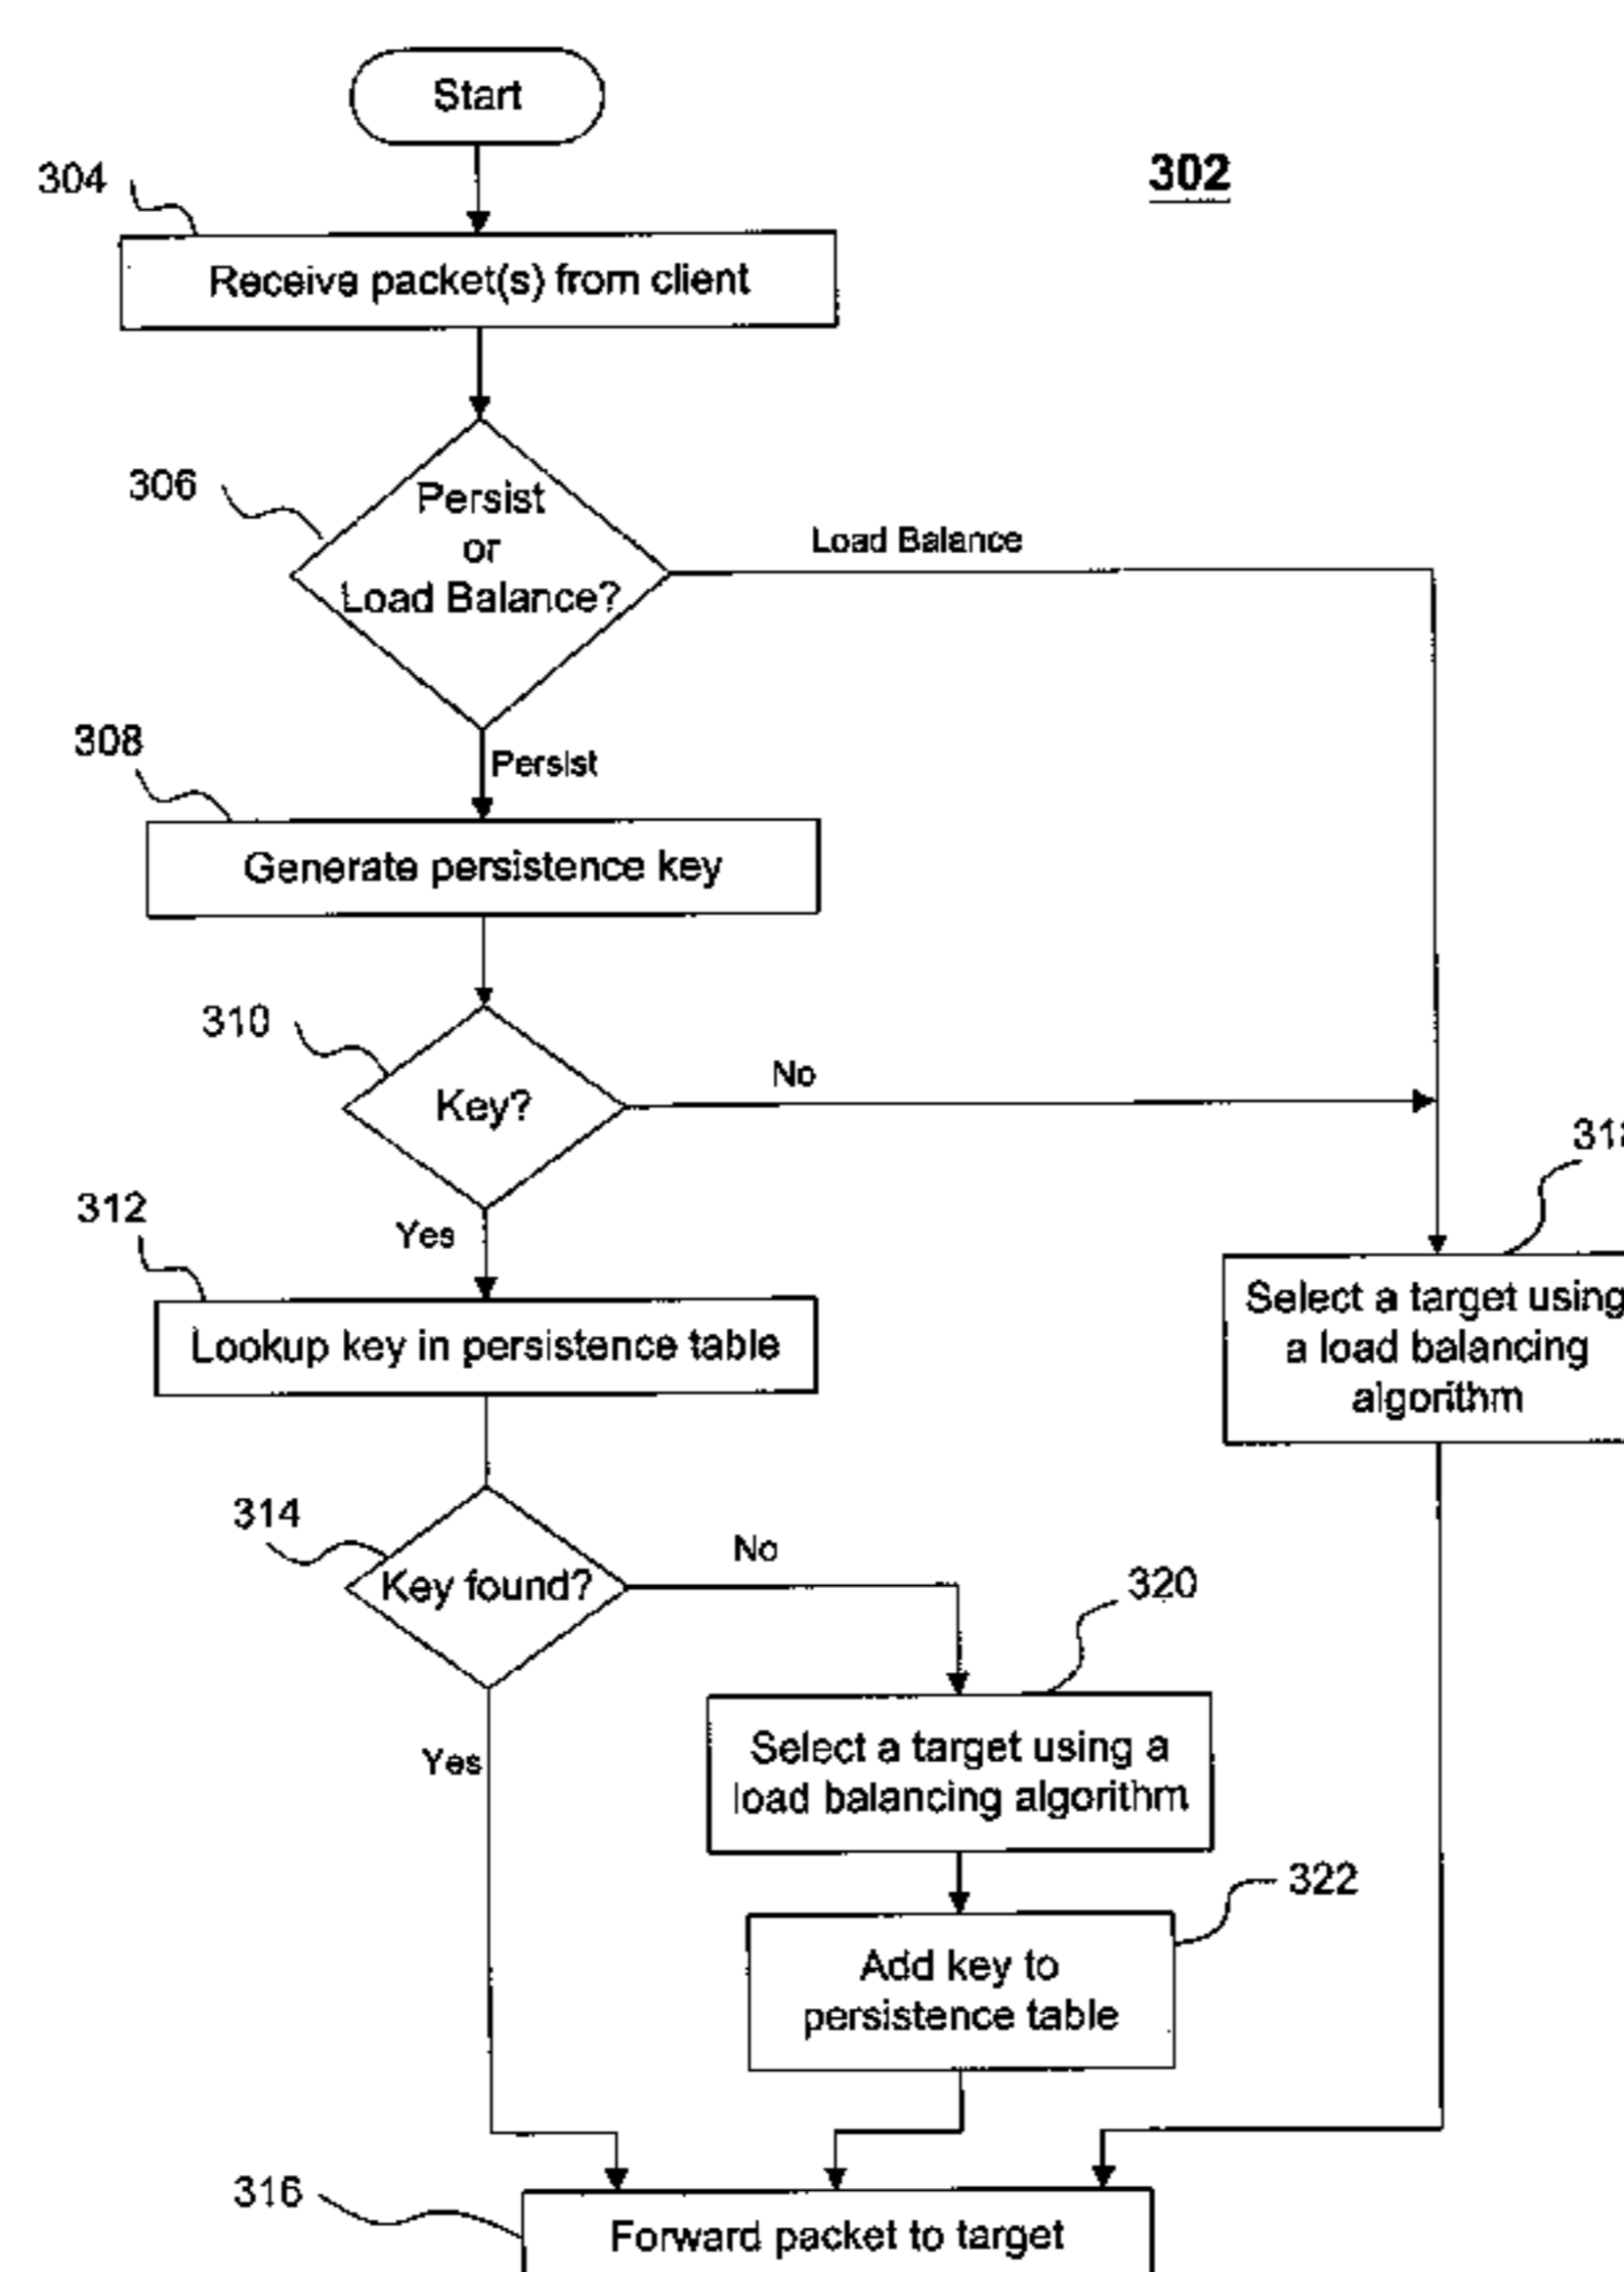 Start
302
304
Receive packet(s) from client
306
Persist
or
Load Balance?
Load Balance
308
Persist
Generate persistence key
310
Key?
No
312
Yes
Lookup key in persistence table
Select a target using
a load balancing
algorithm
314
Key found?
No
320
Yes
Select a target using a
load balancing algorithm
322
Add key to
persistence table
316
Forward packet to target